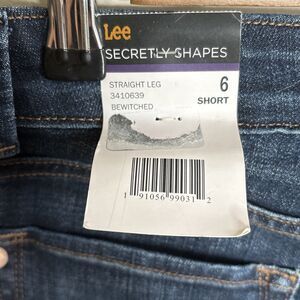 Lee
SECRETLY SHAPES
STRAIGHT LEG
3410639
BEWITCHED
6
SHORT
1 91056 99031 2